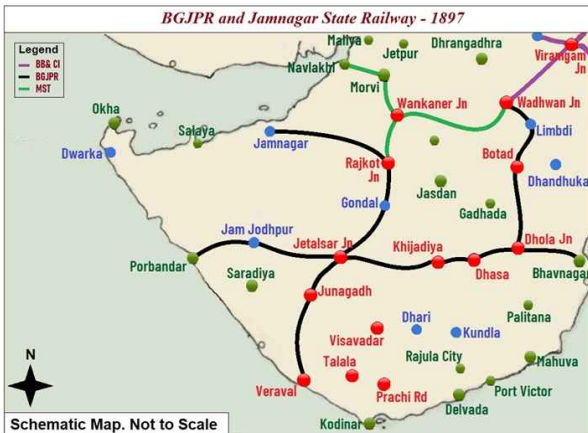 BGJPR and Jamnagar State Railway - 1897
Legend
BB& CI
BGJPR
MST
Maliya
Jetpur
Dhrangadhra
Viramgam
Jn
Navlakhi
Morvi
Okha
Salaya
Wankaner Jn
Wadhwan Jn
Limbdi
Dwarka
Jamnagar
Rajkot
Jn
Botad
Dhandhuka
Jasdan
Gondal
Gadhada
Jam Jodhpur
Jetalsar Jn
Khijadiya
Dhola Jn
Porbandar
Saradiya
Dhasa
Bhavnagar
Junagadh
Palitana
Visavadar
Dhari
Kundla
Talala
Rajula City
Mahuva
N
Veraval
Prachi Rd
Port Victor
Delvada
Kodinar
Schematic Map. Not to Scale